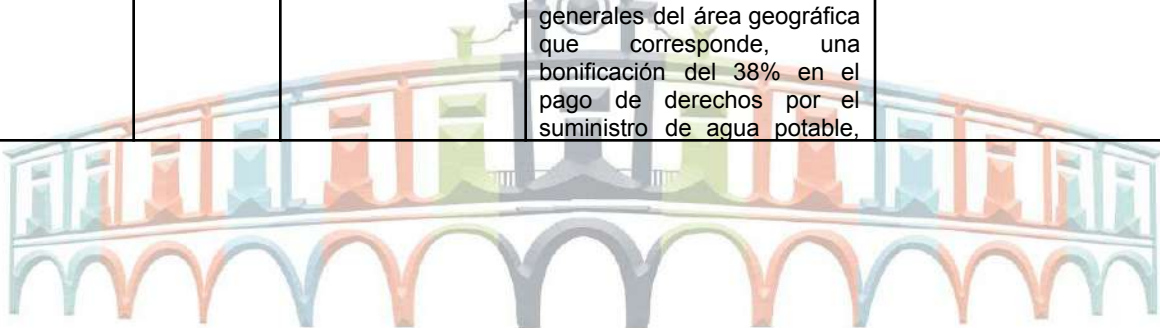 generales del área geográfica
que corresponde, una
bonificación del 38% en el
pago de derechos por el
suministro de agua potable,